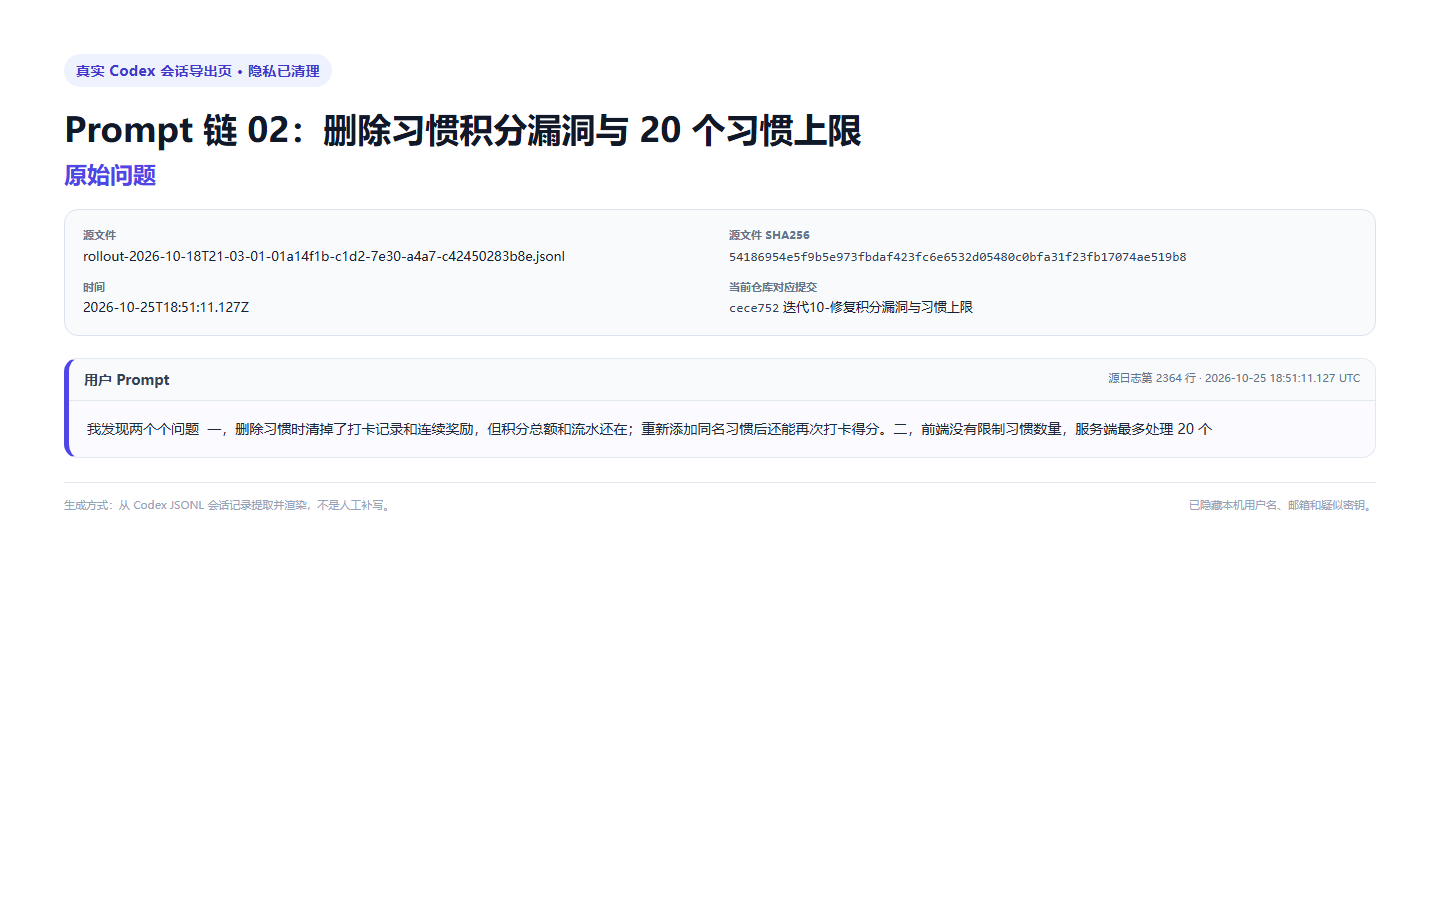 真实 Codex 会话导出页 • 隐私已清理
Prompt 链 02：删除习惯积分漏洞与 20 个习惯上限
原始问题
源文件
rollout-2026-10-18T21-03-01-01a14f1b-c1d2-7e30-a4a7-c42450283b8e.jsonl
源文件 SHA256
54186954e5f9b5e973fbdaf423fc6e6532d05480c0bfa31f23fb17074ae519b8
时间
2026-10-25T18:51:11.127Z
当前仓库对应提交
cece752 迭代10-修复积分漏洞与习惯上限
用户 Prompt
源日志第 2364 行 · 2026-10-25 18:51:11.127 UTC
我发现两个个问题 一，删除习惯时清掉了打卡记录和连续奖励，但积分总额和流水还在；重新添加同名习惯后还能再次打卡得分。二，前端没有限制习惯数量，服务端最多处理 20 个
生成方式：从 Codex JSONL 会话记录提取并渲染，不是人工补写。
已隐藏本机用户名、邮箱和疑似密钥。